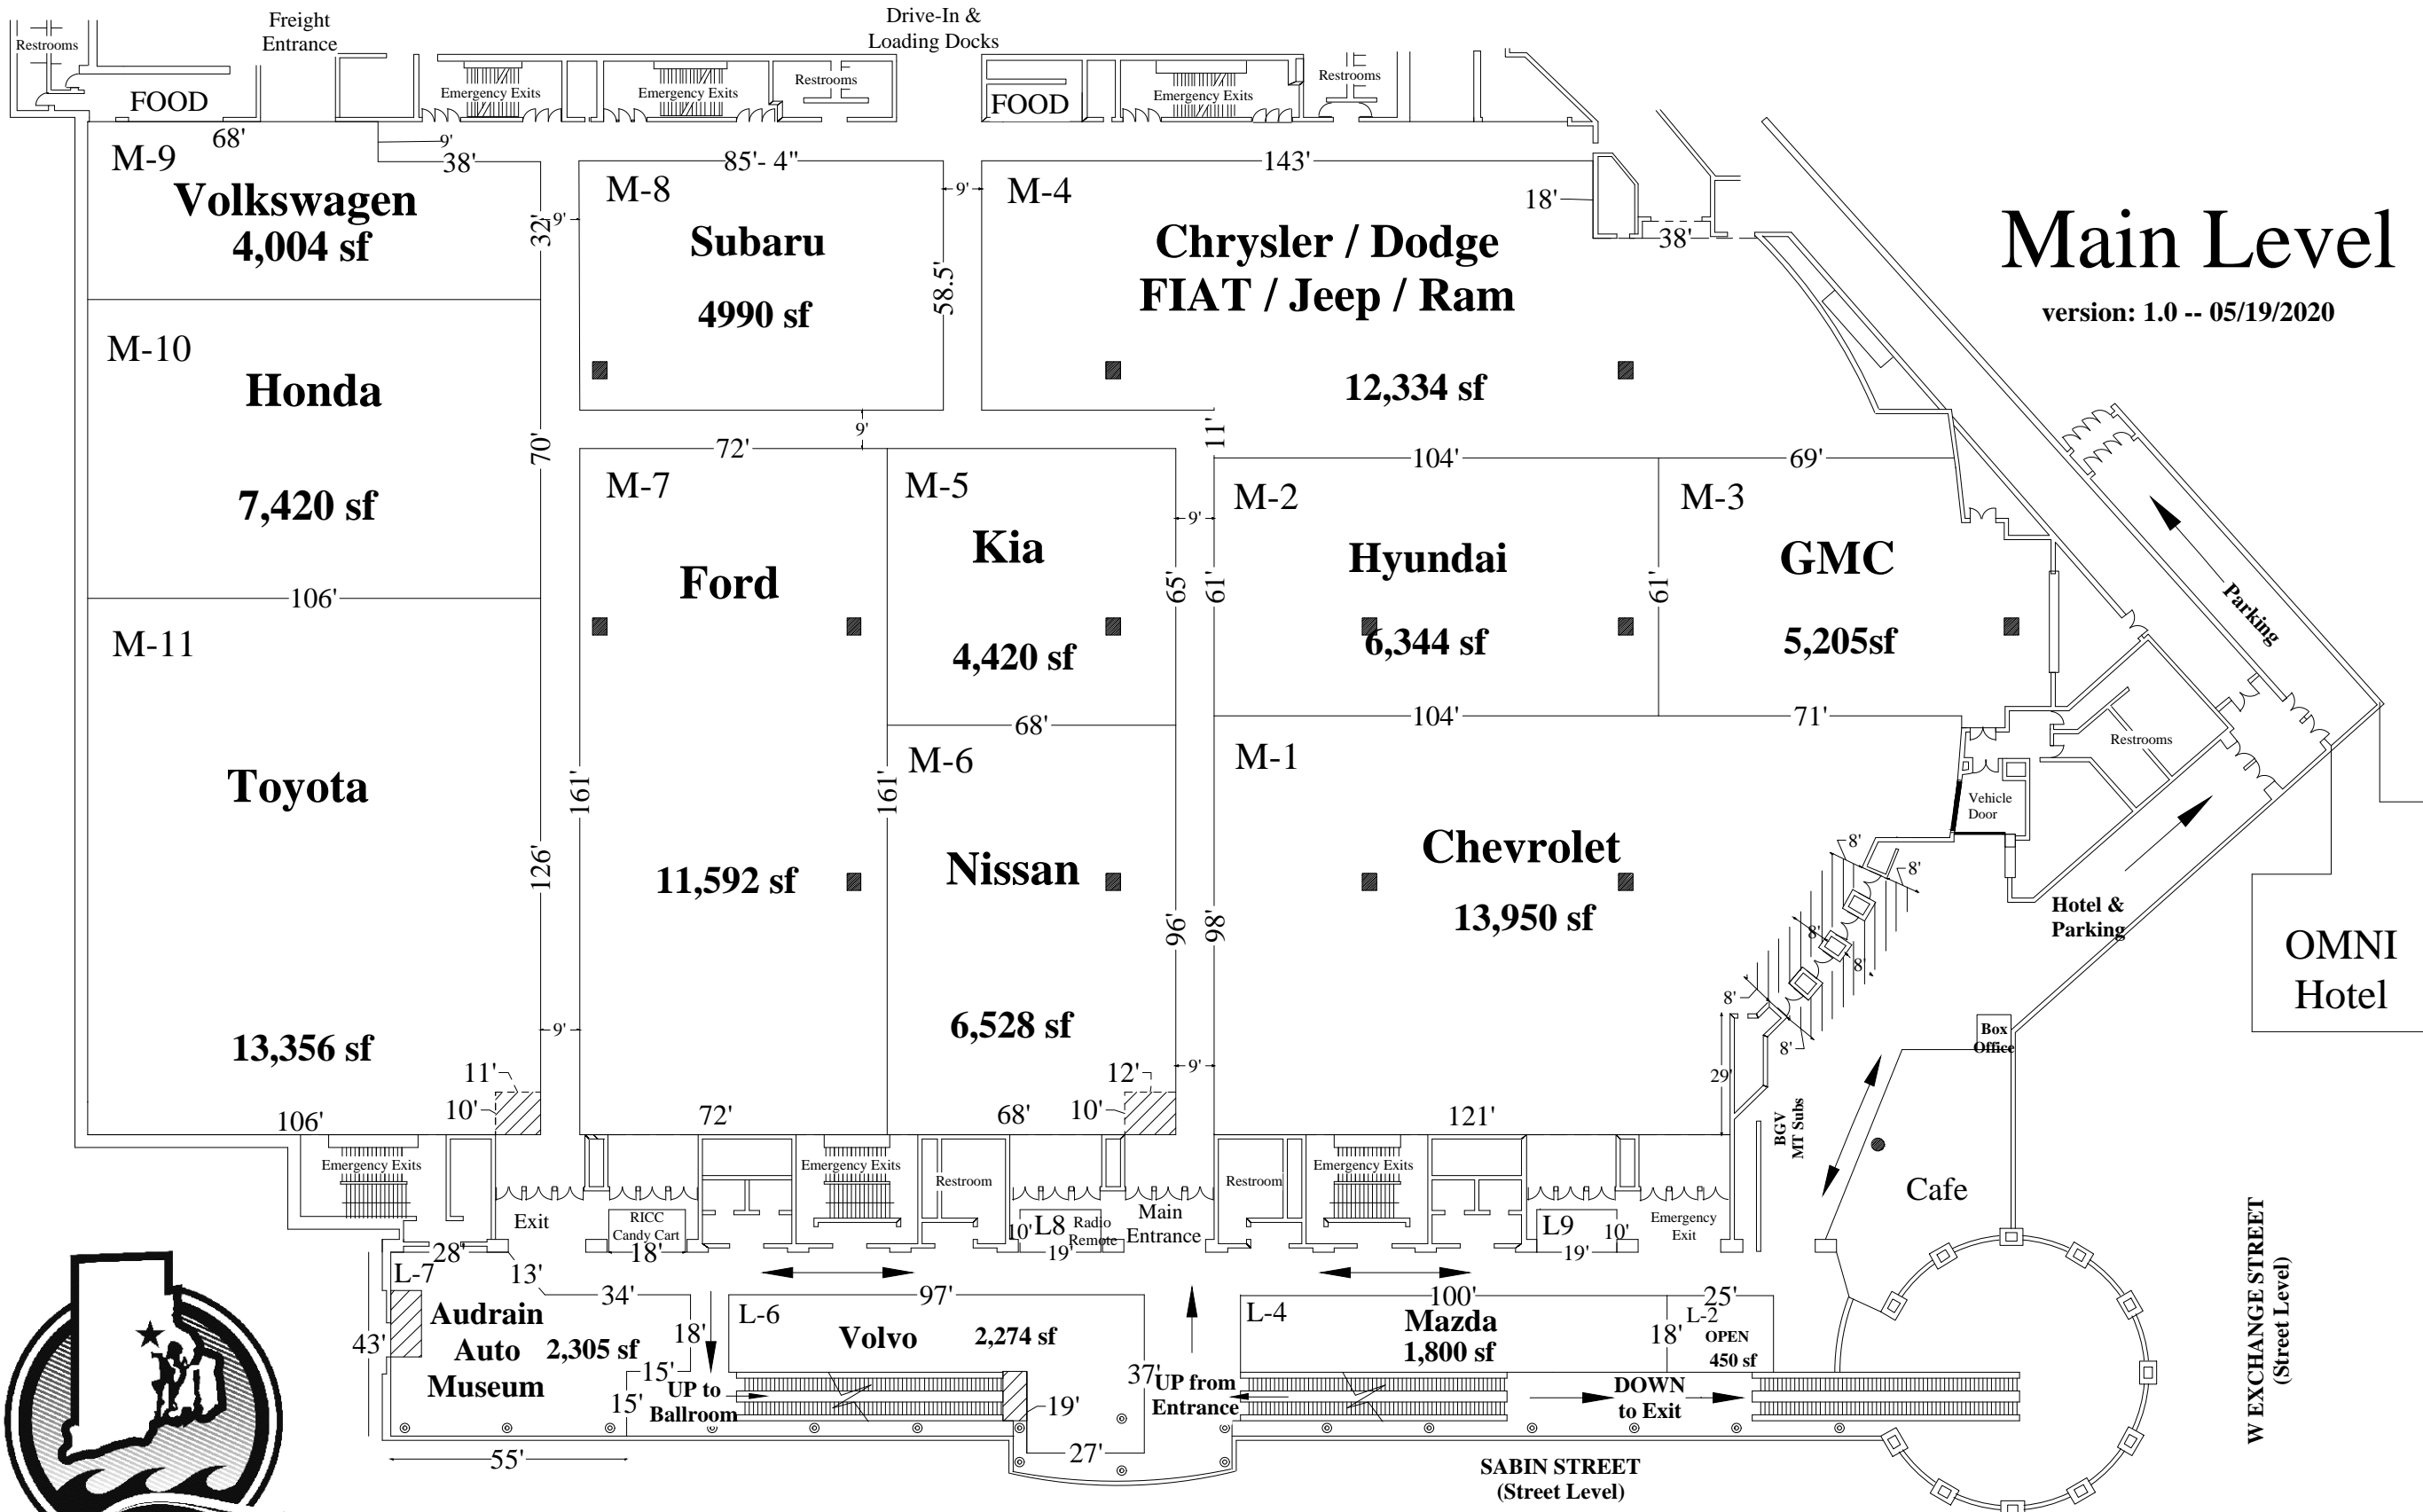 Freight
Entrance
Drive-In &
Loading Docks
Restrooms
FOOD
Emergency Exits
Emergency Exits
Restrooms
FOOD
Emergency Exits
Restrooms
68'
9'
38'
M-9
Volkswagen
4,004 sf
32'
9'
85'- 4"
M-8
Subaru
4990 sf
58.5'
9'
143'
M-4
18'
38'
Chrysler / Dodge
FIAT / Jeep / Ram
12,334 sf
Main Level
version: 1.0 -- 05/19/2020
M-10
Honda
7,420 sf
70'
106'
9'
11'
72'
M-7
Ford
11,592 sf
161'
161'
M-5
Kia
4,420 sf
65'
68'
9'
104'
M-2
Hyundai
6,344 sf
61'
61'
104'
69'
M-3
GMC
5,205sf
71'
Parking
M-11
Toyota
13,356 sf
126'
9'
11'
10'
106'
72'
M-6
Nissan
6,528 sf
96'
12'
10'
68'
9'
M-1
Chevrolet
13,950 sf
98'
121'
29'
Restrooms
Vehicle
Door
8'
8'
8'
8'
8'
8'
Hotel &
Parking
OMNI
Hotel
Box
Office
BGV
MT Subs
Cafe
Emergency Exits
Exit
RICC
Candy Cart
18'
Emergency Exits
Restroom
10'
L8
Radio
Remote
19'
Main
Entrance
Restroom
Emergency Exits
L9
10'
19'
Emergency
Exit
28'
L-7
13'
34'
43'
Audrain
Auto
Museum
2,305 sf
18'
15'
15'
55'
UP to
Ballroom
97'
L-6
Volvo
2,274 sf
37'
19'
27'
UP from
Entrance
100'
L-4
Mazda
1,800 sf
25'
L-2
18'
OPEN
450 sf
DOWN
to Exit
SABIN STREET
(Street Level)
W EXCHANGE STREET
(Street Level)